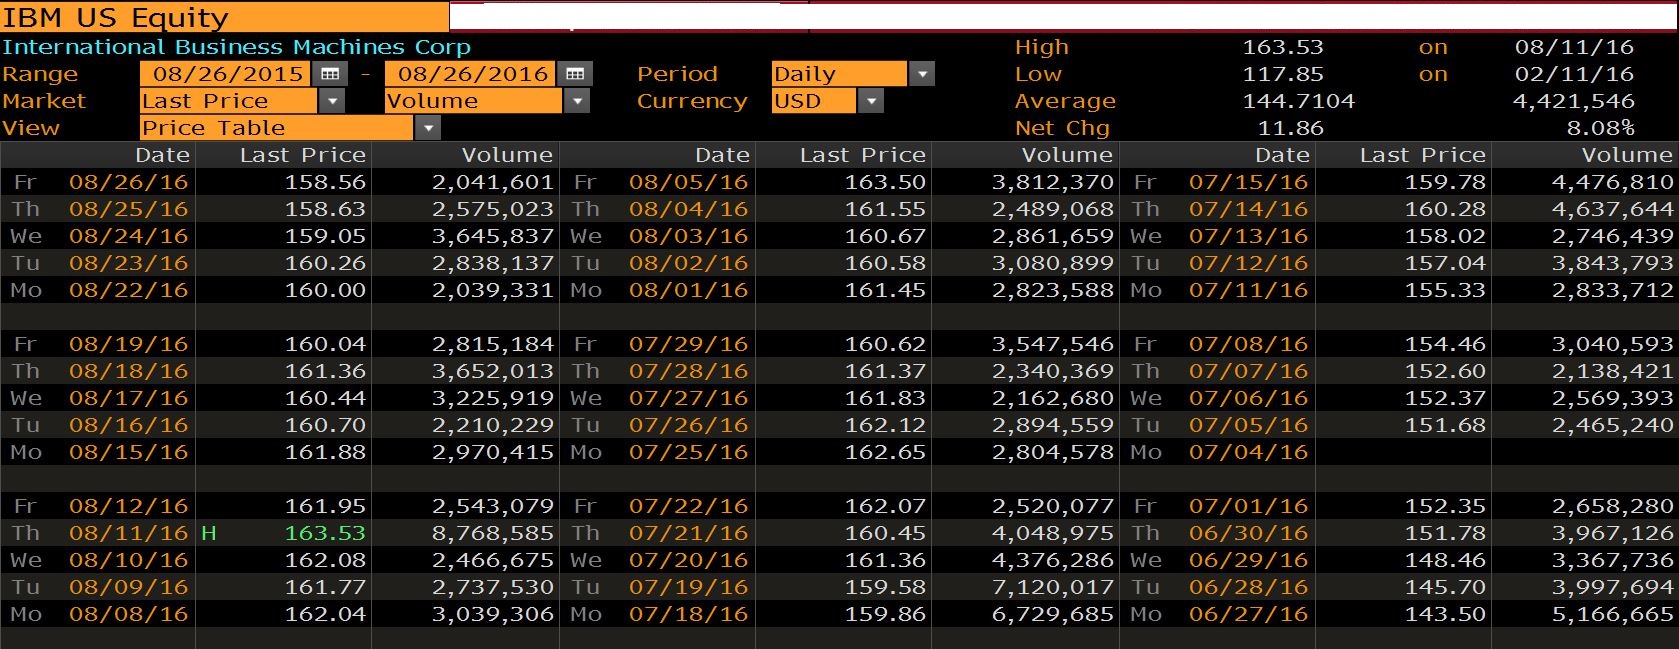 IBM US Equity
International Business Machines Corp High 163.53 on 08/11/16
Range 08/26/2015 - 08/26/2016 Period Daily Low 117.85 on 02/11/16
Market Last Price Volume Currency USD Average 144.7104 4,421,546
View Price Table Net Chg 11.86 8.08%
Date Last Price Volume Date Last Price Volume Date Last Price Volume
Fr 08/26/16 158.56 2,041,601 Fr 08/05/16 163.50 3,812,370 Fr 07/15/16 159.78 4,476,810
Th 08/25/16 158.63 2,575,023 Th 08/04/16 161.55 2,489,068 Th 07/14/16 160.28 4,637,644
We 08/24/16 159.05 3,645,837 We 08/03/16 160.67 2,861,659 We 07/13/16 158.02 2,746,439
Tu 08/23/16 160.26 2,838,137 Tu 08/02/16 160.58 3,080,899 Tu 07/12/16 157.04 3,843,793
Mo 08/22/16 160.00 2,039,331 Mo 08/01/16 161.45 2,823,588 Mo 07/11/16 155.33 2,833,712
Fr 08/19/16 160.04 2,815,184 Fr 07/29/16 160.62 3,547,546 Fr 07/08/16 154.46 3,040,593
Th 08/18/16 161.36 3,652,013 Th 07/28/16 161.37 2,340,369 Th 07/07/16 152.60 2,138,421
We 08/17/16 160.44 3,225,919 We 07/27/16 161.83 2,162,680 We 07/06/16 152.37 2,569,393
Tu 08/16/16 160.70 2,210,229 Tu 07/26/16 162.12 2,894,559 Tu 07/05/16 151.68 2,465,240
Mo 08/15/16 161.88 2,970,415 Mo 07/25/16 162.65 2,804,578 Mo 07/04/16
Fr 08/12/16 161.95 2,543,079 Fr 07/22/16 162.07 2,520,077 Fr 07/01/16 152.35 2,658,280
Th 08/11/16 H 163.53 8,768,585 Th 07/21/16 160.45 4,048,975 Th 06/30/16 151.78 3,967,126
We 08/10/16 162.08 2,466,675 We 07/20/16 161.36 4,376,286 We 06/29/16 148.46 3,367,736
Tu 08/09/16 161.77 2,737,530 Tu 07/19/16 159.58 7,120,017 Tu 06/28/16 145.70 3,997,694
Mo 08/08/16 162.04 3,039,306 Mo 07/18/16 159.86 6,729,685 Mo 06/27/16 143.50 5,166,665